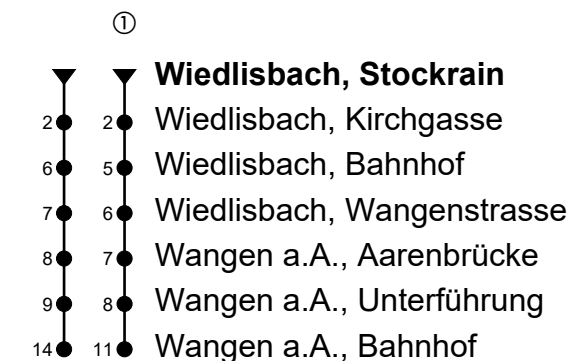 ①
Wiedlisbach, Stockrain
2 2 Wiedlisbach, Kirchgasse
6 5 Wiedlisbach, Bahnhof
7 6 Wiedlisbach, Wangenstrasse
8 7 Wangen a.A., Aarenbrücke
9 8 Wangen a.A., Unterführung
14 11 Wangen a.A., Bahnhof